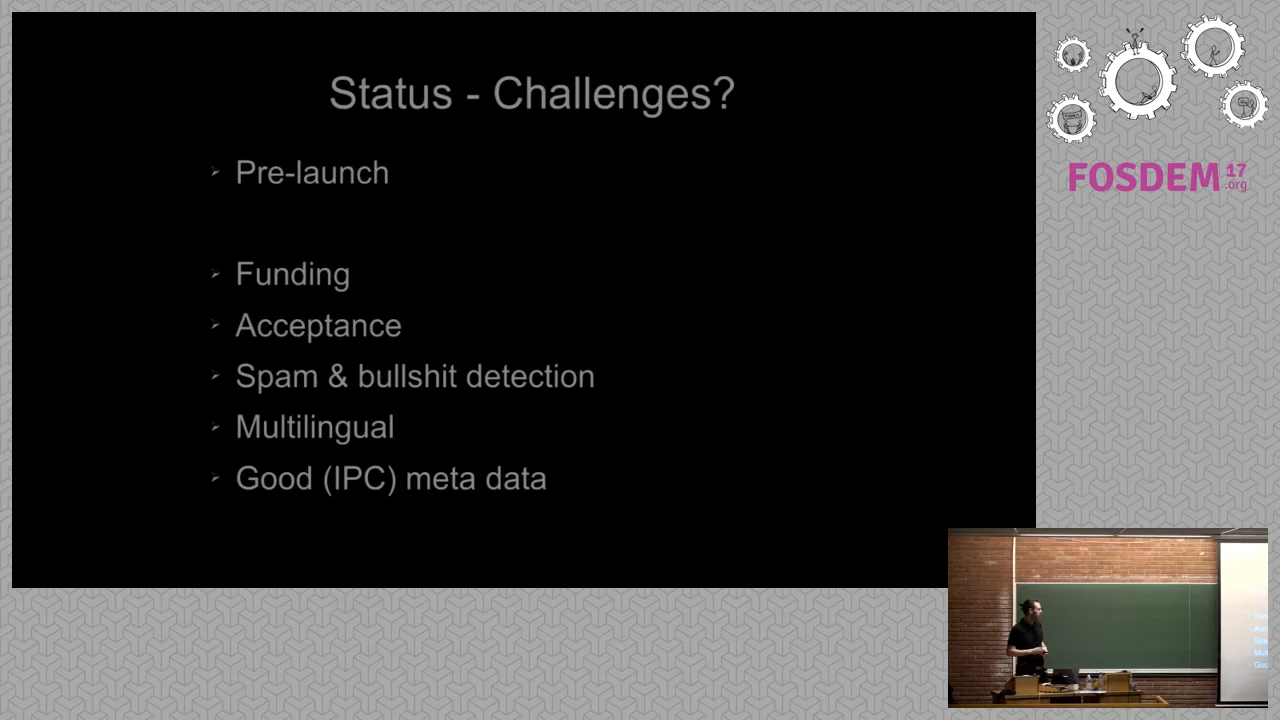 Status - Challenges?
Pre-launch
Funding
Acceptance
Spam & bullshit detection
Multilingual
Good (IPC) meta data
FOSDEM 17
.org